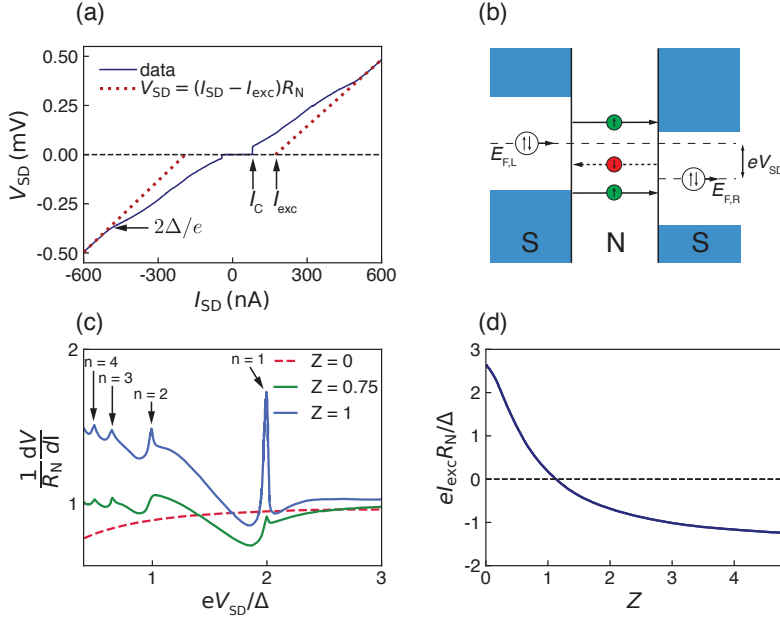 (a)
data
V_SD = (I_SD − I_exc)R_N
V_SD (mV)
0.50
0.25
0.00
-0.25
-0.50
I_C
I_exc
2Δ/e
-600
-300
0
300
600
I_SD (nA)
(b)
E_F,L
eV_SD
E_F,R
S
N
S
(c)
2
1
n = 4
n = 3
n = 2
n = 1
Z = 0
Z = 0.75
Z = 1
1/R_N dV/dI
1
2
3
eV_SD/Δ
(d)
3
2
1
0
-1
-2
eI_excR_N/Δ
0
1
2
3
4
Z